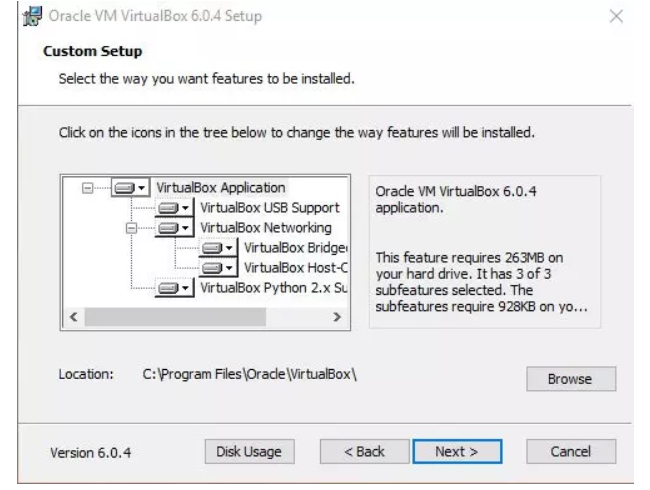 Oracle VM VirtualBox 6.0.4 Setup
Custom Setup
Select the way you want features to be installed.
Click on the icons in the tree below to change the way features will be installed.
VirtualBox Application
VirtualBox USB Support
VirtualBox Networking
VirtualBox Bridge
VirtualBox Host-C
VirtualBox Python 2.x Su
Oracle VM VirtualBox 6.0.4
application.
This feature requires 263MB on
your hard drive. It has 3 of 3
subfeatures selected. The
subfeatures require 928KB on yo...
Location: C:\Program Files\Oracle\VirtualBox\
Browse
Version 6.0.4 Disk Usage < Back Next > Cancel